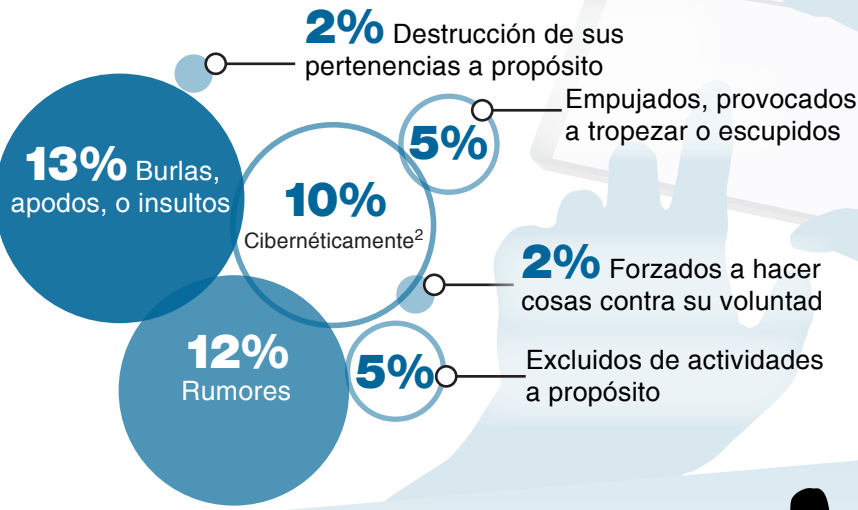 2% Destrucción de sus
pertenencias a propósito
Empujados, provocados
a tropezar o escupidos
5%
13% Burlas,
apodos, o insultos
10%
Cibernéticamente²
2% Forzados a hacer
cosas contra su voluntad
12%
Rumores
5%
Excluidos de actividades
a propósito